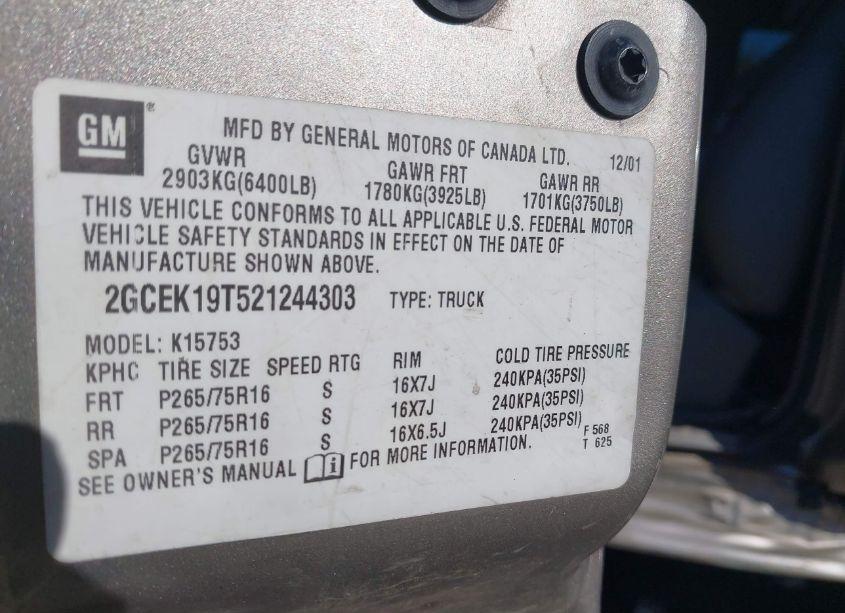 GM®
MFD BY GENERAL MOTORS OF CANADA LTD. 12/01
GVWR GAWR FRT GAWR RR
2903KG(6400LB) 1780KG(3925LB) 1701KG(3750LB)
THIS VEHICLE CONFORMS TO ALL APPLICABLE U.S. FEDERAL MOTOR
VEHICLE SAFETY STANDARDS IN EFFECT ON THE DATE OF
MANUFACTURE SHOWN ABOVE.
2GCEK19T521244303 TYPE: TRUCK
MODEL: K15753
KPHC TIRE SIZE SPEED RTG RIM COLD TIRE PRESSURE
FRT P265/75R16 S 16X7J 240KPA(35PSI)
RR P265/75R16 S 16X7J 240KPA(35PSI)
SPA P265/75R16 S 16X6.5J 240KPA(35PSI)
SEE OWNER'S MANUAL i FOR MORE INFORMATION.
F 568
T 625